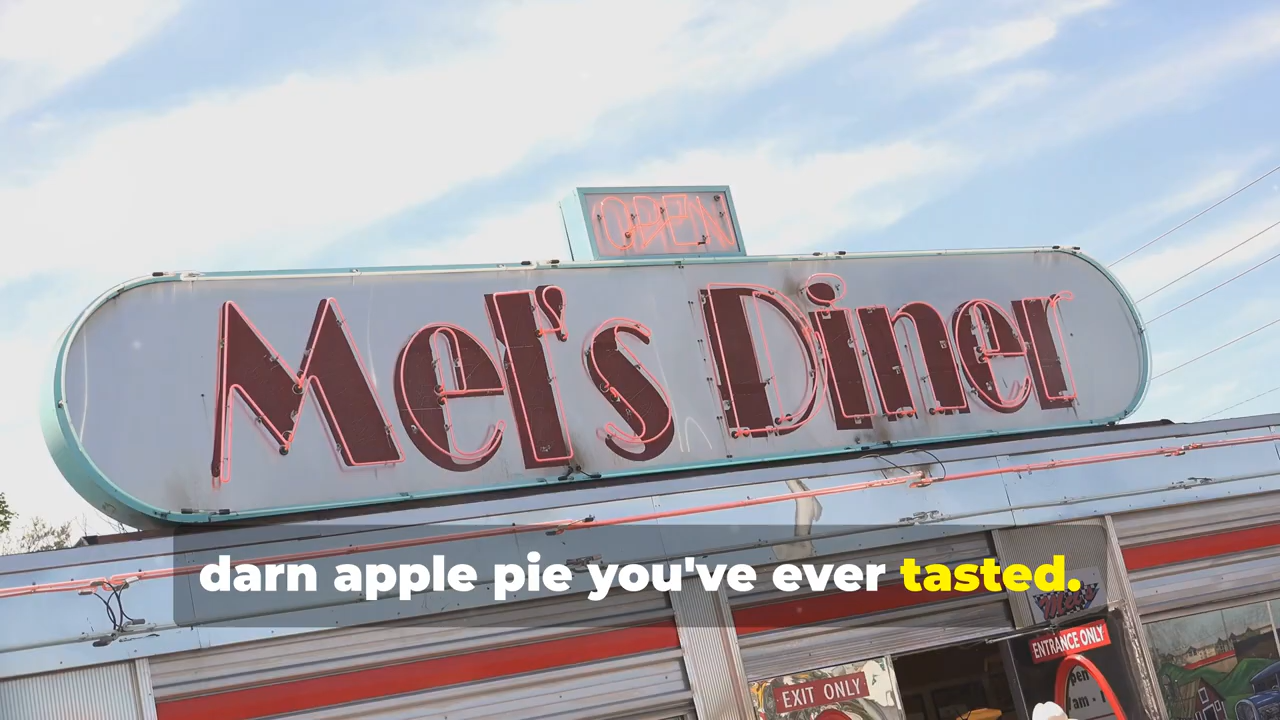 OPEN
Mel's Diner
darn apple pie you've ever tasted.
Mel's
ENTRANCE ONLY
EXIT ONLY